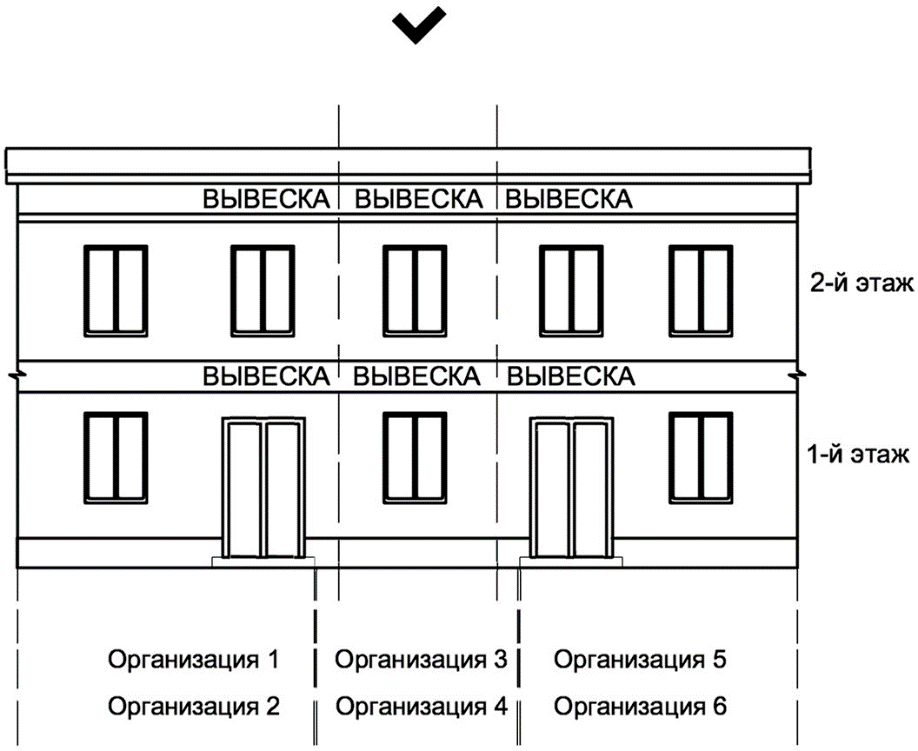 ВЫВЕСКА ВЫВЕСКА ВЫВЕСКА
2-й этаж
ВЫВЕСКА ВЫВЕСКА ВЫВЕСКА
1-й этаж
Организация 1 Организация 3 Организация 5
Организация 2 Организация 4 Организация 6